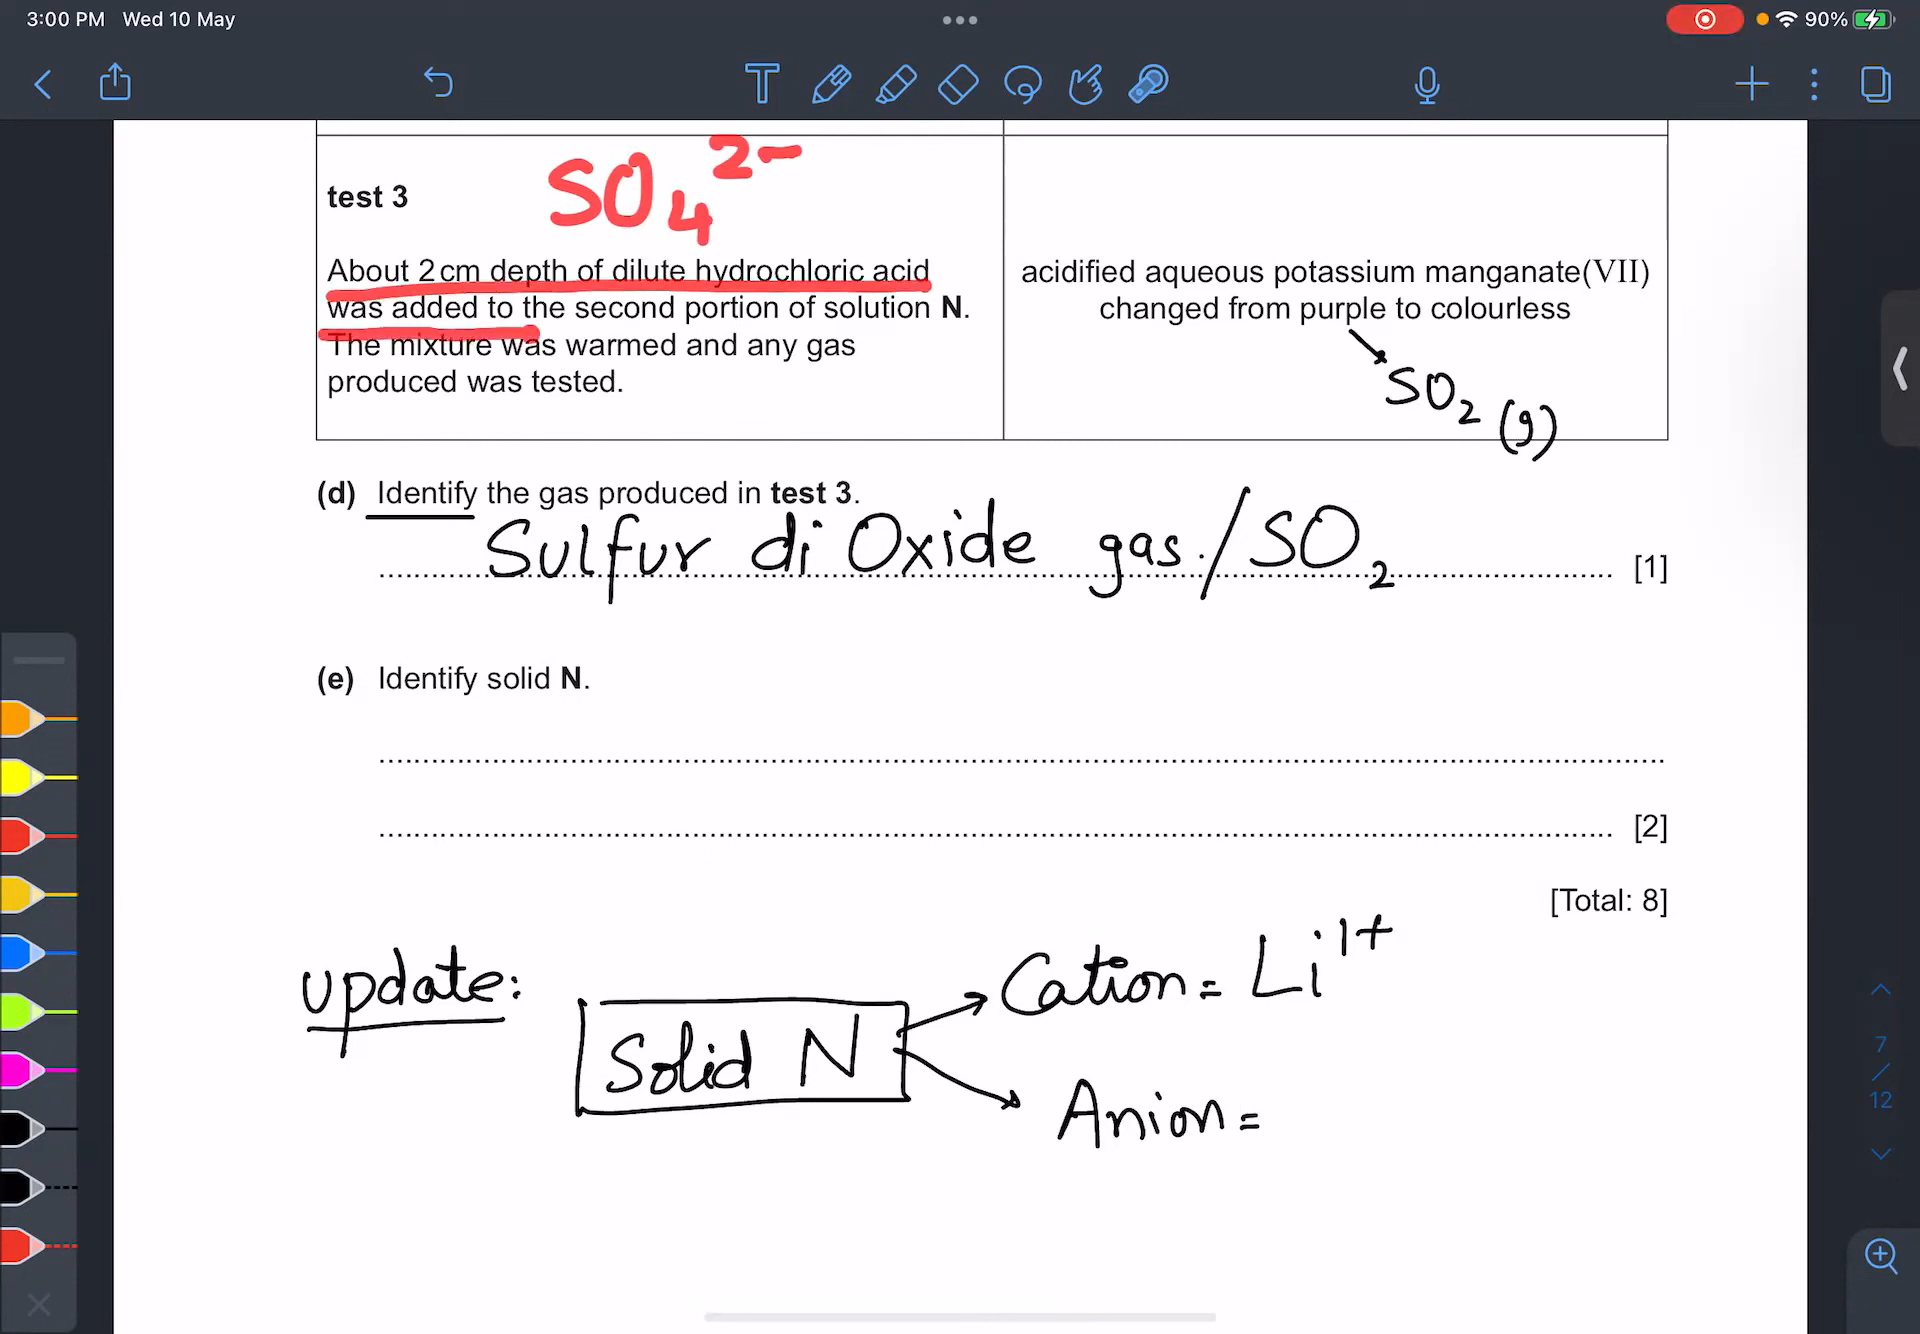 3:00 PM Wed 10 May
90%
test 3
SO₄²⁻
About 2 cm depth of dilute hydrochloric acid
was added to the second portion of solution N.
The mixture was warmed and any gas
produced was tested.
acidified aqueous potassium manganate(VII)
changed from purple to colourless
SO₂ (g)
(d) Identify the gas produced in test 3.
Sulfur di Oxide gas./SO₂
[1]
(e) Identify solid N.
[2]
[Total: 8]
update:
Solid N
Cation = Li¹⁺
Anion =
7
/
12